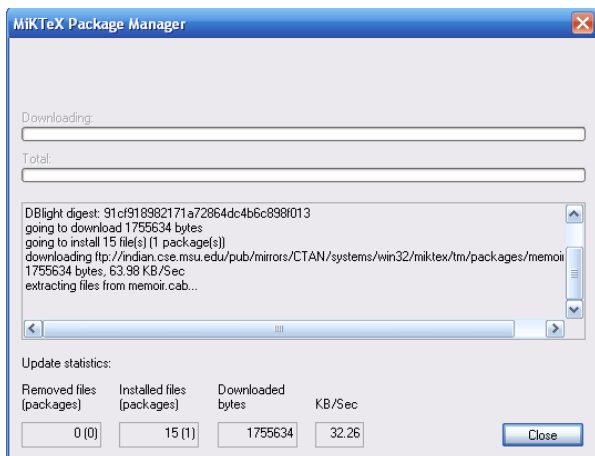 MiKTeX Package Manager
Downloading:
Total:
DBlight digest: 91cf918982171a72864dc4b6c898f013
going to download 1755634 bytes
going to install 15 file(s) (1 package(s))
downloading ftp://indian.cse.msu.edu/pub/mirrors/CTAN/systems/win32/miktex/tm/packages/memoir
1755634 bytes, 63.98 KB/Sec
extracting files from memoir.cab...
Update statistics:
Removed files (packages)
Installed files (packages)
Downloaded bytes
KB/Sec
0 (0)
15 (1)
1755634
32.26
Close